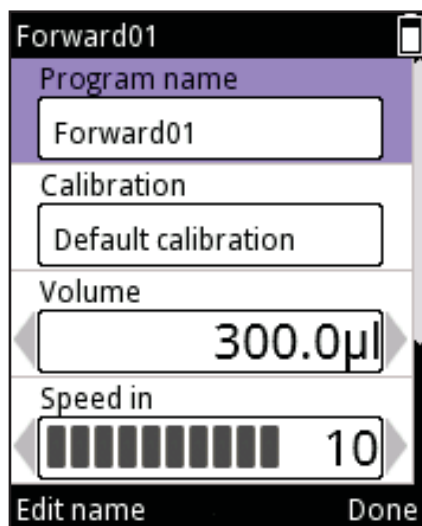 Forward01
Program name
Forward01
Calibration
Default calibration
Volume
300.0µl
Speed in
10
Edit name Done